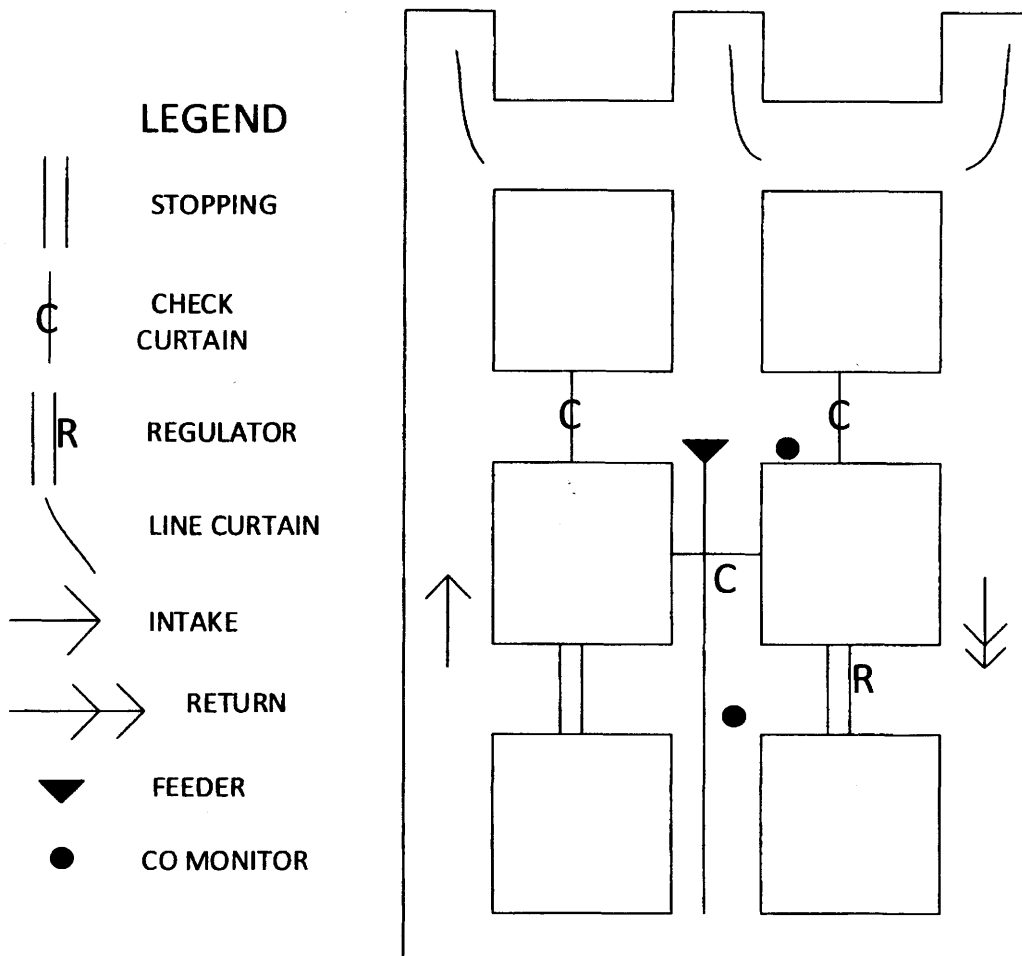 LEGEND
STOPPING
C
CHECK
CURTAIN
R
REGULATOR
LINE CURTAIN
INTAKE
RETURN
FEEDER
CO MONITOR
C
C
C
R